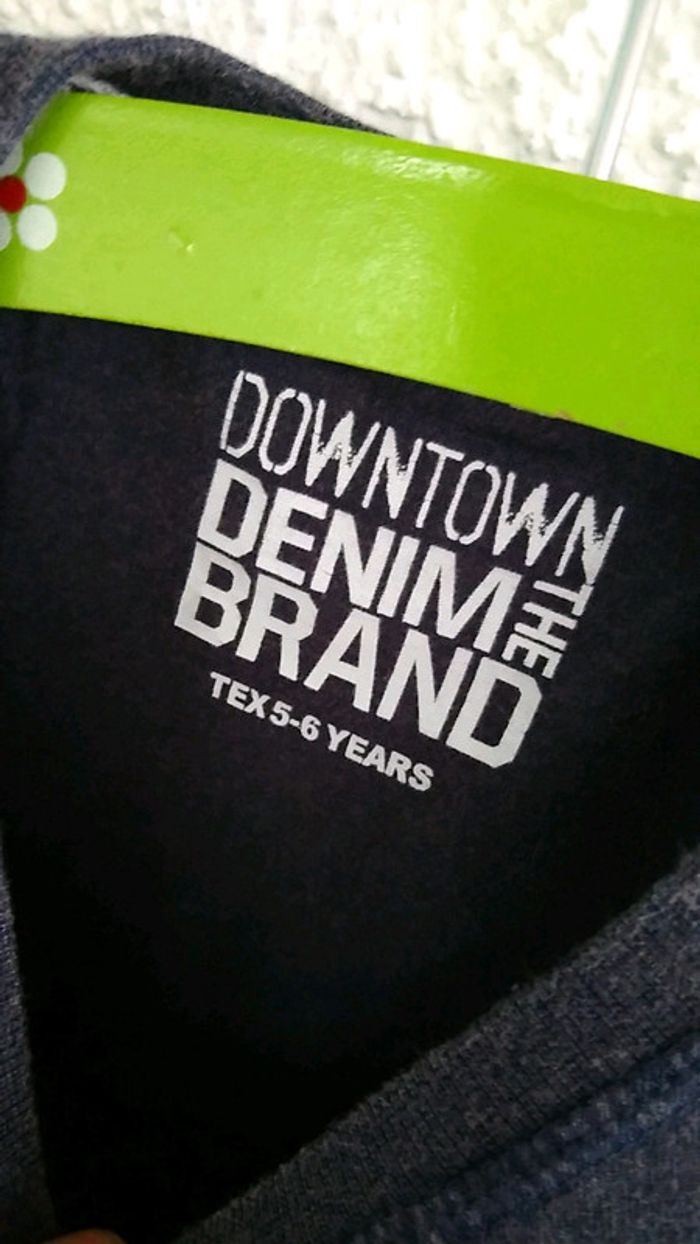 DOWNTOWN
DENIM THE
BRAND
TEX 5-6 YEARS